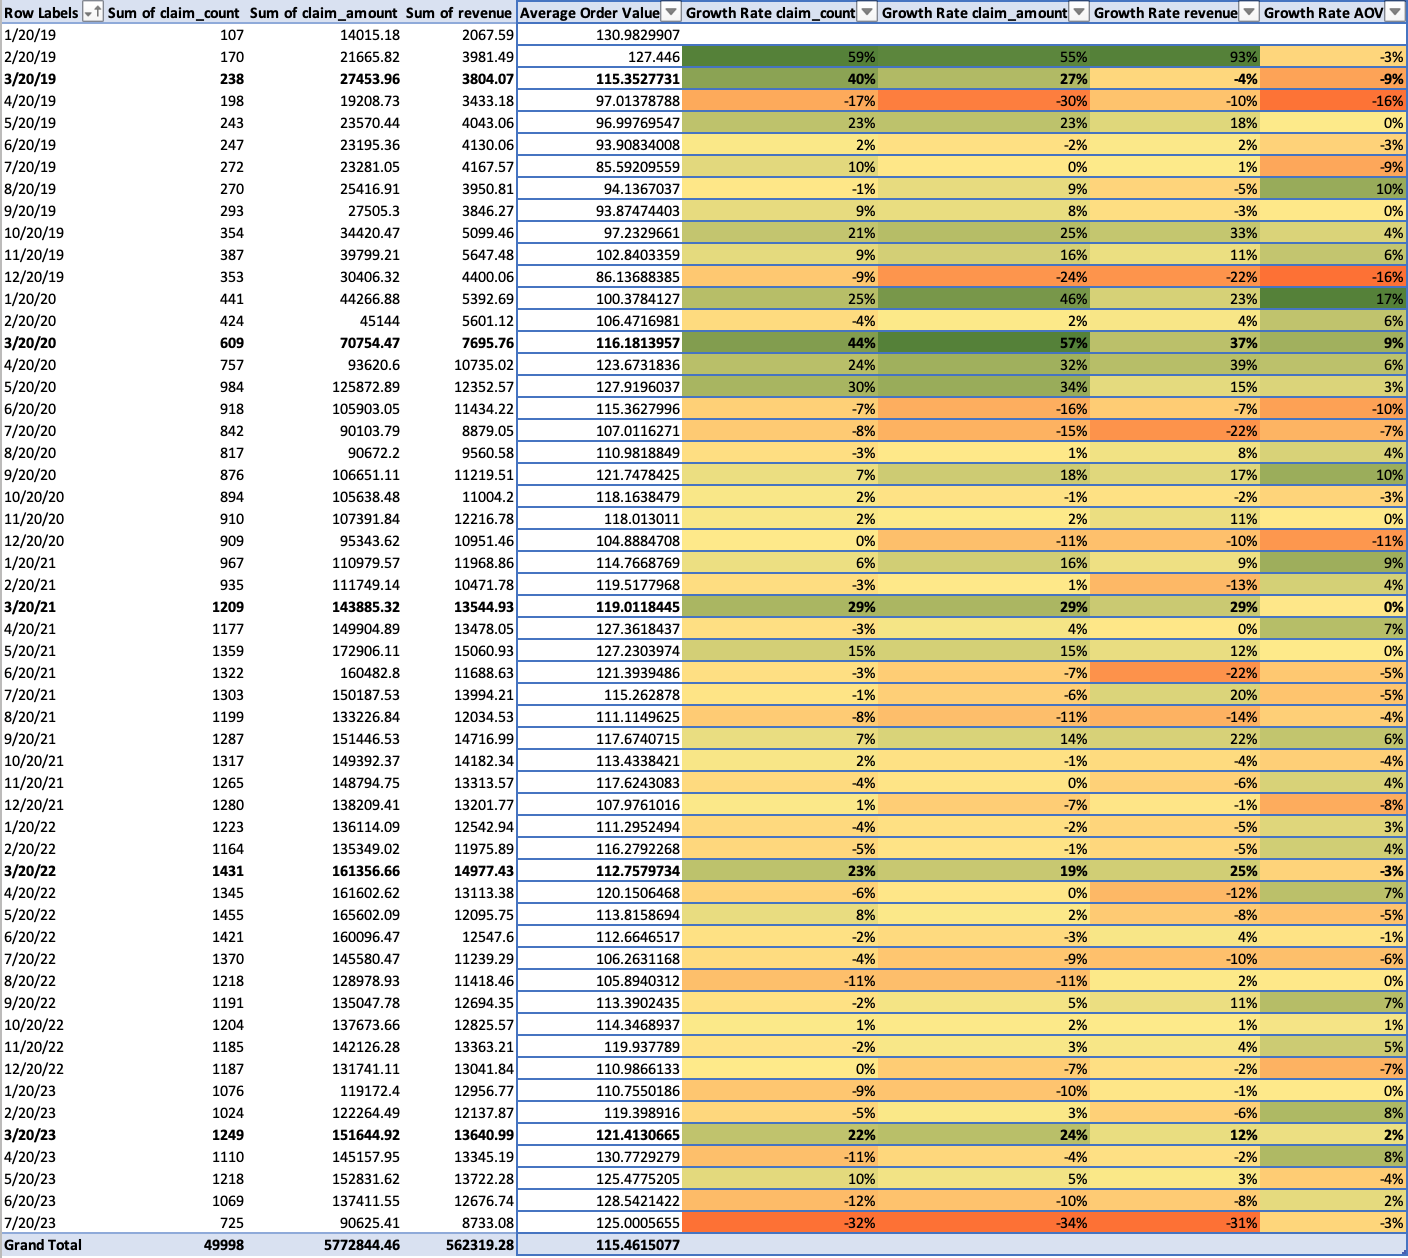 Row Labels Sum of claim_count Sum of claim_amount Sum of revenue Average Order Value Growth Rate claim_count Growth Rate claim_amount Growth Rate revenue Growth Rate AOV
1/20/19 107 14015.18 2067.59 130.9829907
2/20/19 170 21665.82 3981.49 127.446 59% 55% 93% -3%
3/20/19 238 27453.96 3804.07 115.3527731 40% 27% -4% -9%
4/20/19 198 19208.73 3433.18 97.01378788 -17% -30% -10% -16%
5/20/19 243 23570.44 4043.06 96.99769547 23% 23% 18% 0%
6/20/19 247 23195.36 4130.06 93.90834008 2% -2% 2% -3%
7/20/19 272 23281.05 4167.57 85.59209559 10% 0% 1% -9%
8/20/19 270 25416.91 3950.81 94.1367037 -1% 9% -5% 10%
9/20/19 293 27505.3 3846.27 93.87474403 9% 8% -3% 0%
10/20/19 354 34420.47 5099.46 97.2329661 21% 25% 33% 4%
11/20/19 387 39799.21 5647.48 102.8403359 9% 16% 11% 6%
12/20/19 353 30406.32 4400.06 86.13688385 -9% -24% -22% -16%
1/20/20 441 44266.88 5392.69 100.3784127 25% 46% 23% 17%
2/20/20 424 45144 5601.12 106.4716981 -4% 2% 4% 6%
3/20/20 609 70754.47 7695.76 116.1813957 44% 57% 37% 9%
4/20/20 757 93620.6 10735.02 123.6731836 24% 32% 39% 6%
5/20/20 984 125872.89 12352.57 127.9196037 30% 34% 15% 3%
6/20/20 918 105903.05 11434.22 115.3627996 -7% -16% -7% -10%
7/20/20 842 90103.79 8879.05 107.0116271 -8% -15% -22% -7%
8/20/20 817 90672.2 9560.58 110.9818849 -3% 1% 8% 4%
9/20/20 876 106651.11 11219.51 121.7478425 7% 18% 17% 10%
10/20/20 894 105638.48 11004.2 118.1638479 2% -1% -2% -3%
11/20/20 910 107391.84 12216.78 118.013011 2% 2% 11% 0%
12/20/20 909 95343.62 10951.46 104.8884708 0% -11% -10% -11%
1/20/21 967 110979.57 11968.86 114.7668769 6% 16% 9% 9%
2/20/21 935 111749.14 10471.78 119.5177968 -3% 1% -13% 4%
3/20/21 1209 143885.32 13544.93 119.0118445 29% 29% 29% 0%
4/20/21 1177 149904.89 13478.05 127.3618437 -3% 4% 0% 7%
5/20/21 1359 172906.11 15060.93 127.2303974 15% 15% 12% 0%
6/20/21 1322 160482.8 11688.63 121.3939486 -3% -7% -22% -5%
7/20/21 1303 150187.53 13994.21 115.262878 -1% -6% 20% -5%
8/20/21 1199 133226.84 12034.53 111.1149625 -8% -11% -14% -4%
9/20/21 1287 151446.53 14716.99 117.6740715 7% 14% 22% 6%
10/20/21 1317 149392.37 14182.34 113.4338421 2% -1% -4% -4%
11/20/21 1265 148794.75 13313.57 117.6243083 -4% 0% -6% 4%
12/20/21 1280 138209.41 13201.77 107.9761016 1% -7% -1% -8%
1/20/22 1223 136114.09 12542.94 111.2952494 -4% -2% -5% 3%
2/20/22 1164 135349.02 11975.89 116.2792268 -5% -1% -5% 4%
3/20/22 1431 161356.66 14977.43 112.7579734 23% 19% 25% -3%
4/20/22 1345 161602.62 13113.38 120.1506468 -6% 0% -12% 7%
5/20/22 1455 165602.09 12095.75 113.8158694 8% 2% -8% -5%
6/20/22 1421 160096.47 12547.6 112.6646517 -2% -3% 4% -1%
7/20/22 1370 145580.47 11239.29 106.2631168 -4% -9% -10% -6%
8/20/22 1218 128978.93 11418.46 105.8940312 -11% -11% 2% 0%
9/20/22 1191 135047.78 12694.35 113.3902435 -2% 5% 11% 7%
10/20/22 1204 137673.66 12825.57 114.3468937 1% 2% 1% 1%
11/20/22 1185 142126.28 13363.21 119.937789 -2% 3% 4% 5%
12/20/22 1187 131741.11 13041.84 110.9866133 0% -7% -2% -7%
1/20/23 1076 119172.4 12956.77 110.7550186 -9% -10% -1% 0%
2/20/23 1024 122264.49 12137.87 119.398916 -5% 3% -6% 8%
3/20/23 1249 151644.92 13640.99 121.4130665 22% 24% 12% 2%
4/20/23 1110 145157.95 13345.19 130.7729279 -11% -4% -2% 8%
5/20/23 1218 152831.62 13722.28 125.4775205 10% 5% 3% -4%
6/20/23 1069 137411.55 12676.74 128.5421422 -12% -10% -8% 2%
7/20/23 725 90625.41 8733.08 125.0005655 -32% -34% -31% -3%
Grand Total 49998 5772844.46 562319.28 115.4615077